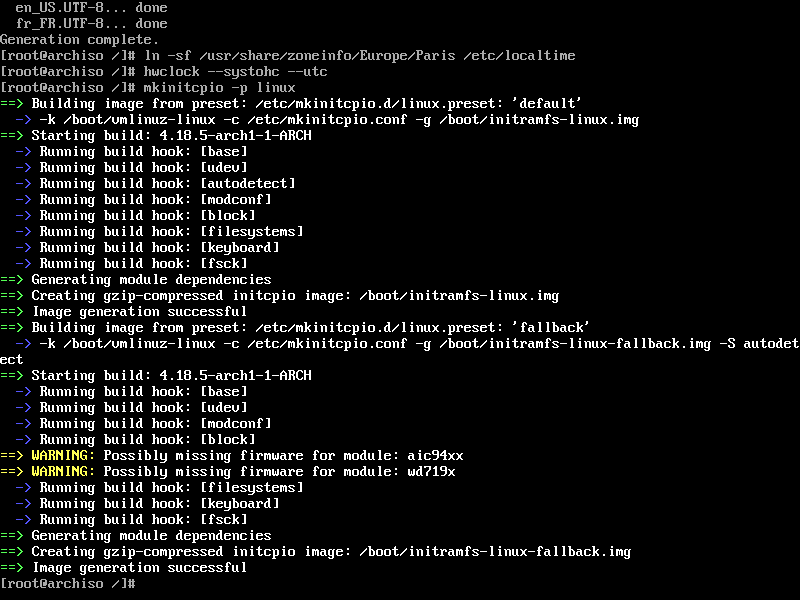 en_US.UTF-8... done
fr_FR.UTF-8... done
Generation complete.
[root@archiso /]# ln -sf /usr/share/zoneinfo/Europe/Paris /etc/localtime
[root@archiso /]# hwclock --systohc --utc
[root@archiso /]# mkinitcpio -p linux
==> Building image from preset: /etc/mkinitcpio.d/linux.preset: 'default'
-> -k /boot/vmlinuz-linux -c /etc/mkinitcpio.conf -g /boot/initramfs-linux.img
==> Starting build: 4.18.5-arch1-1-ARCH
-> Running build hook: [base]
-> Running build hook: [udev]
-> Running build hook: [autodetect]
-> Running build hook: [modconf]
-> Running build hook: [block]
-> Running build hook: [filesystems]
-> Running build hook: [keyboard]
-> Running build hook: [fsck]
==> Generating module dependencies
==> Creating gzip-compressed initcpio image: /boot/initramfs-linux.img
==> Image generation successful
==> Building image from preset: /etc/mkinitcpio.d/linux.preset: 'fallback'
-> -k /boot/vmlinuz-linux -c /etc/mkinitcpio.conf -g /boot/initramfs-linux-fallback.img -S autodet
ect
==> Starting build: 4.18.5-arch1-1-ARCH
-> Running build hook: [base]
-> Running build hook: [udev]
-> Running build hook: [modconf]
-> Running build hook: [block]
==> WARNING: Possibly missing firmware for module: aic94xx
==> WARNING: Possibly missing firmware for module: wd719x
-> Running build hook: [filesystems]
-> Running build hook: [keyboard]
-> Running build hook: [fsck]
==> Generating module dependencies
==> Creating gzip-compressed initcpio image: /boot/initramfs-linux-fallback.img
==> Image generation successful
[root@archiso /]#